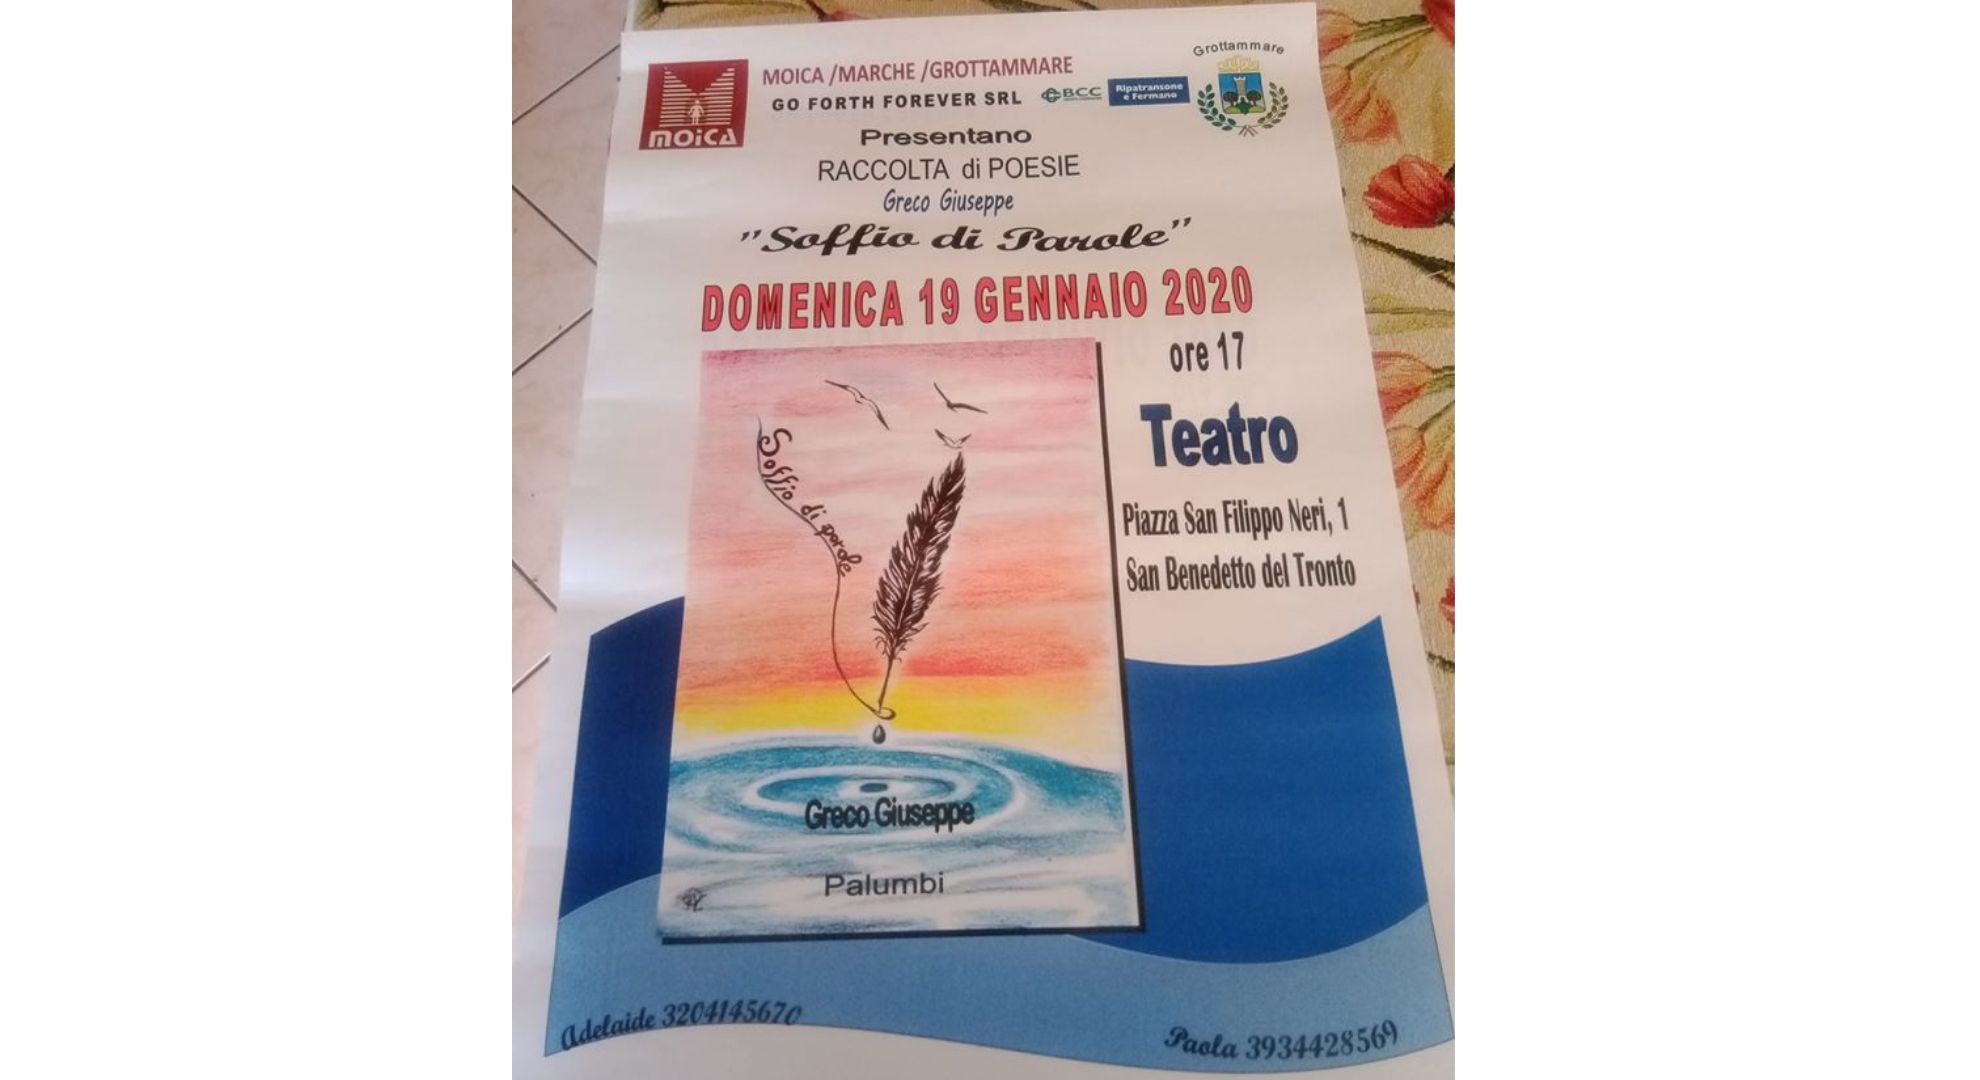 MOICA /MARCHE /GROTTAMMARE
GO FORTH FOREVER SRL
MOiCA
BCC
Ripatransone
e Fermano
Grottammare
Presentano
RACCOLTA di POESIE
Greco Giuseppe
"Soffio di Parole"
DOMENICA 19 GENNAIO 2020
ore 17
Teatro
Piazza San Filippo Neri, 1
San Benedetto del Tronto
Soffio di parole
Greco Giuseppe
Palumbi
Adelaide 3204145670
Paola 3934428569